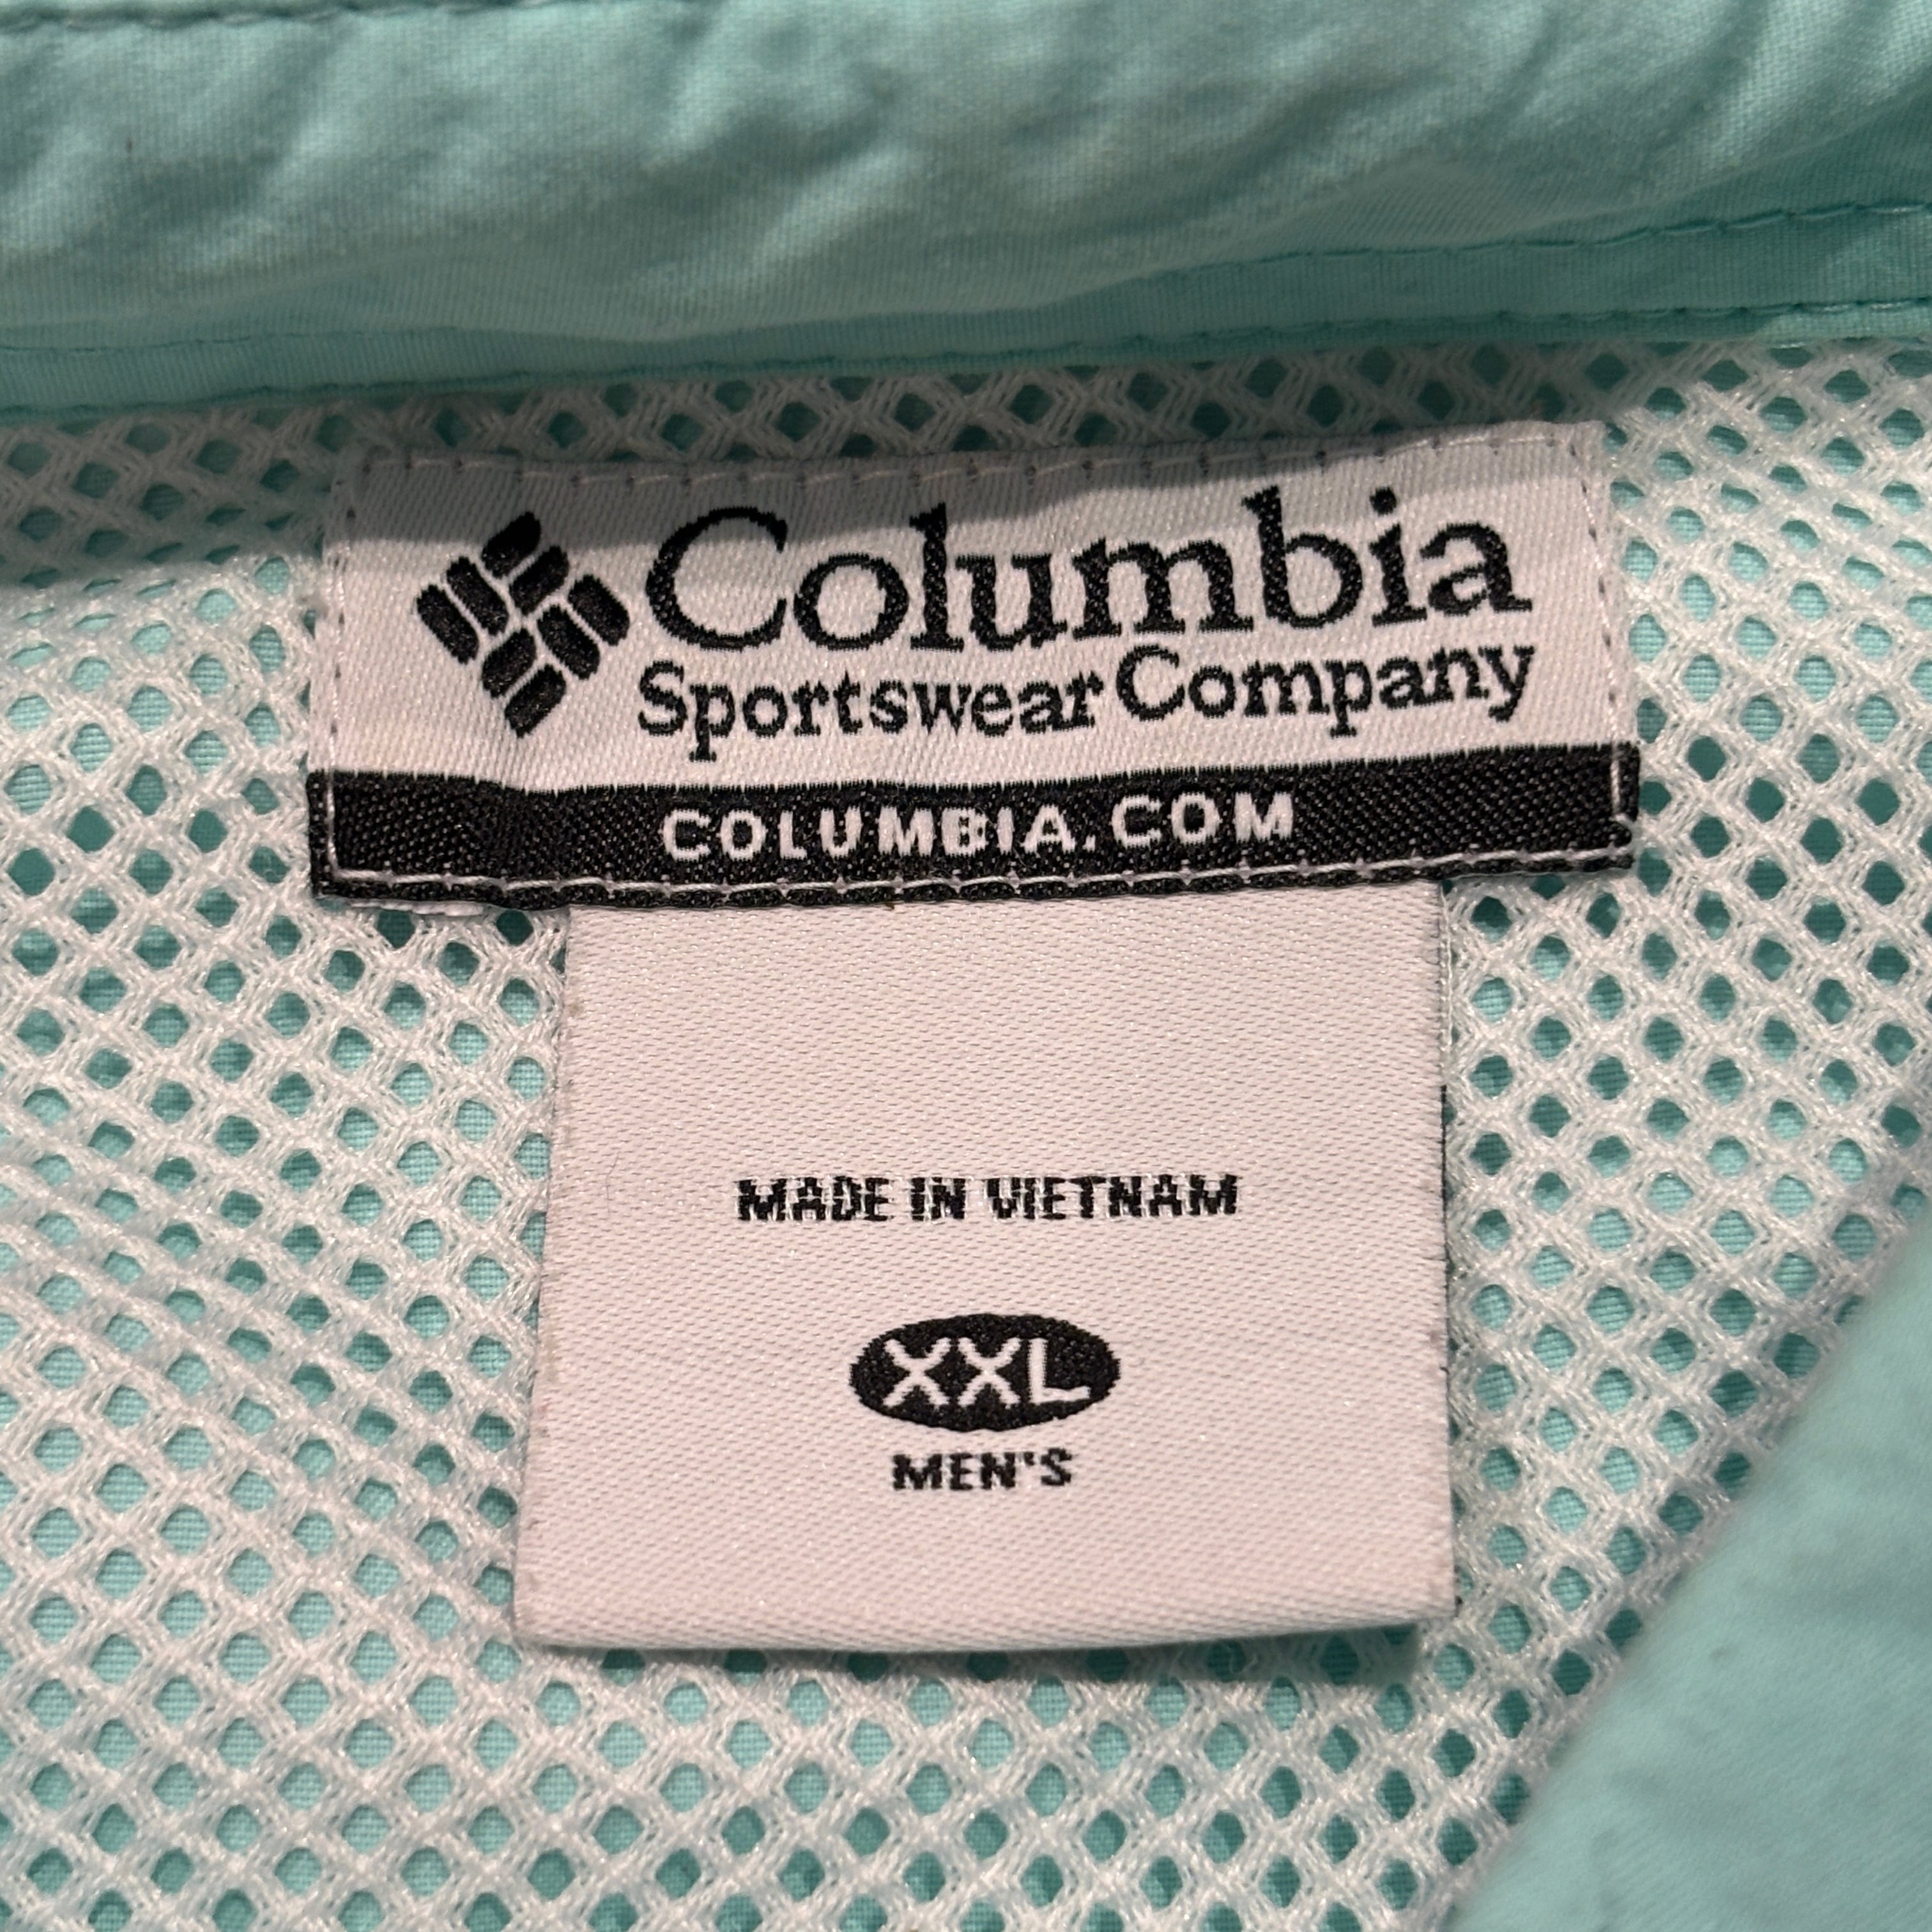 Columbia
Sportswear Company
COLUMBIA.COM
MADE IN VIETNAM
XXL
MEN'S